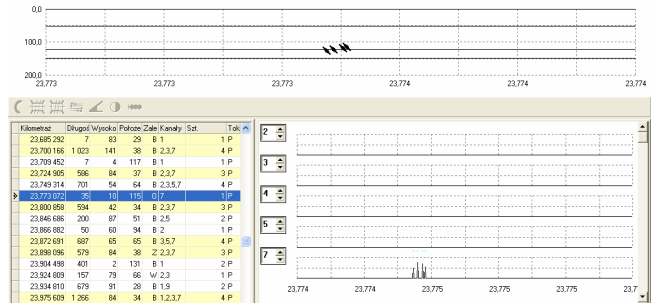 0,0
100,0
200,0
23,773 23,773 23,773 23,774 23,774 23,774
Kilometraż Długoś Wysoko Położe Zale Kanały Szt. Tok
23,685 292 7 83 29 B 1 1 P
23,700 166 1 023 141 38 B 2,3,7 4 P
23,709 452 7 4 117 B 1 1 P
23,724 905 586 84 37 B 2,3,7 3 P
23,749 314 701 54 64 B 2,3,5,7 4 P
23,773 072 35 10 115 O 7 1 P
23,800 858 594 42 34 B 2,3,7 3 P
23,846 686 200 87 51 B 2,5 2 P
23,866 882 50 60 94 B 2 1 P
23,872 691 687 65 65 B 3,5,7 4 P
23,898 096 579 84 38 Z 2,3,7 3 P
23,904 498 401 2 131 B 1 2 P
23,924 809 157 79 66 W 2,3 1 P
23,934 810 679 91 28 B 1,9 2 P
23,975 609 1 266 84 34 B 1,2,3,7 4 P
2
3
4
5
7
23,774 23,774 23,775 23,775 23,775 23,7